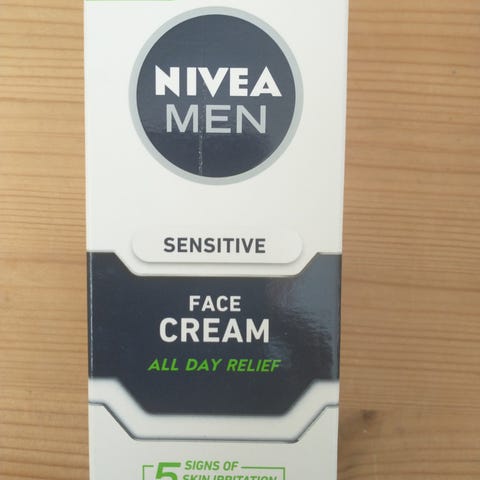 NIVEA
MEN
SENSITIVE
FACE
CREAM
ALL DAY RELIEF
5 SIGNS OF
SKIN IRRITATION